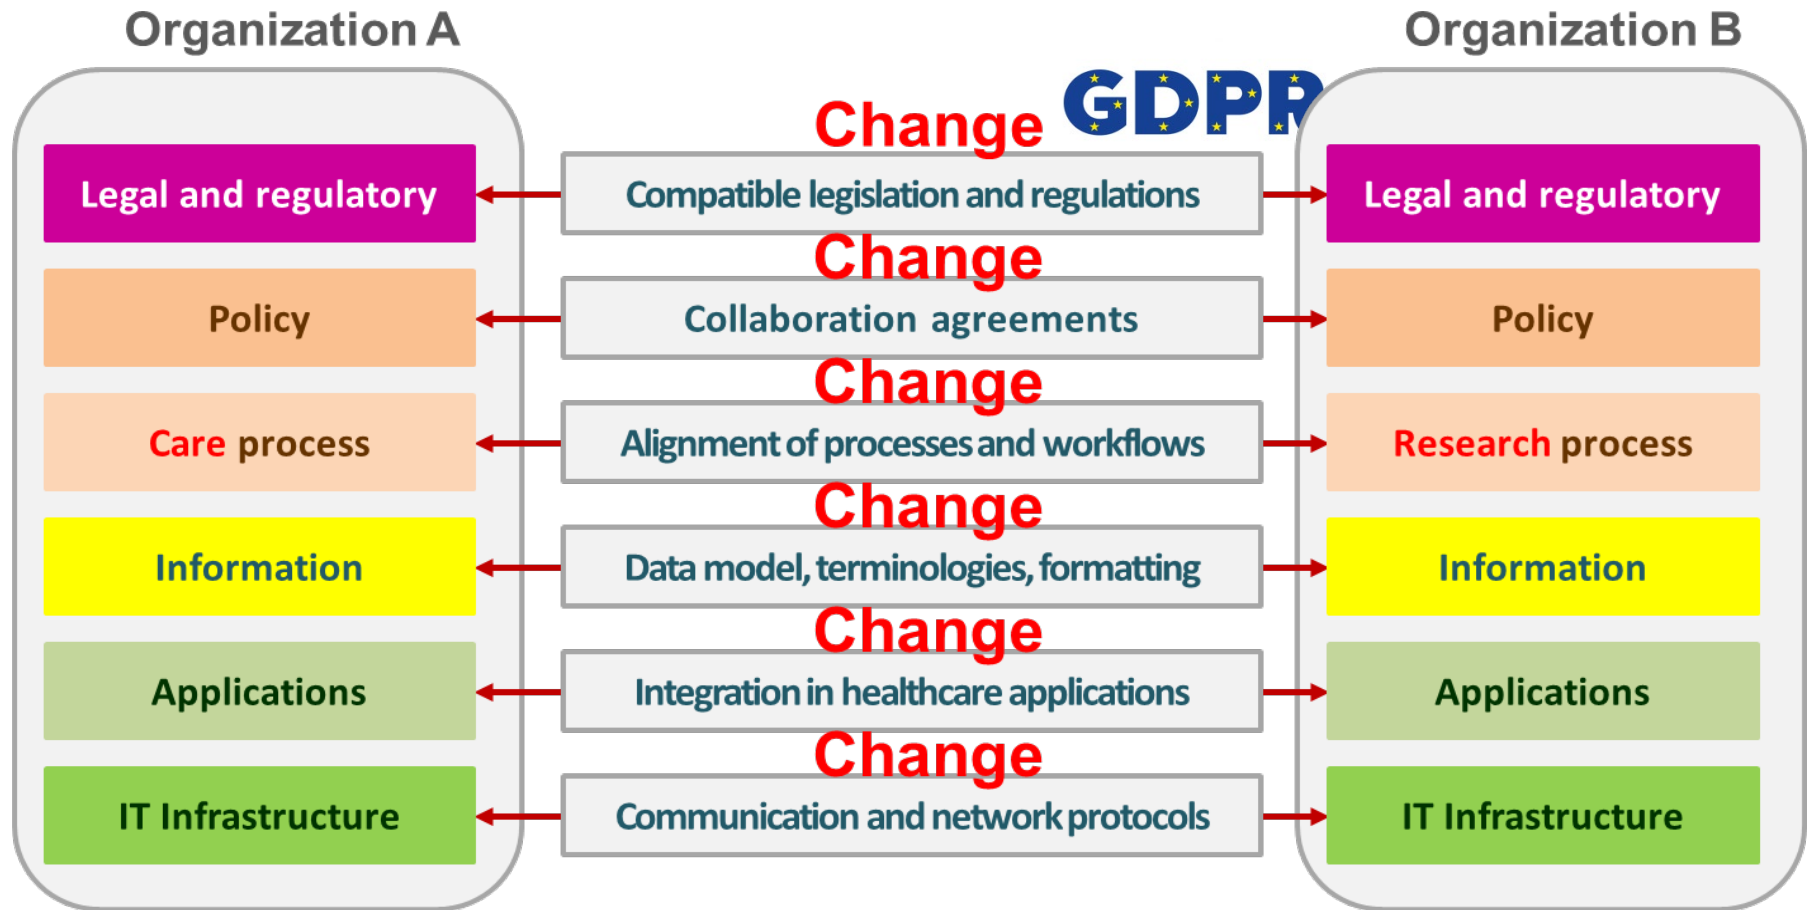 Organization A
Organization B
GDPR
Change
Legal and regulatory
Compatible legislation and regulations
Legal and regulatory
Change
Policy
Collaboration agreements
Policy
Change
Care process
Alignment of processes and workflows
Research process
Change
Information
Data model, terminologies, formatting
Information
Change
Applications
Integration in healthcare applications
Applications
Change
IT Infrastructure
Communication and network protocols
IT Infrastructure